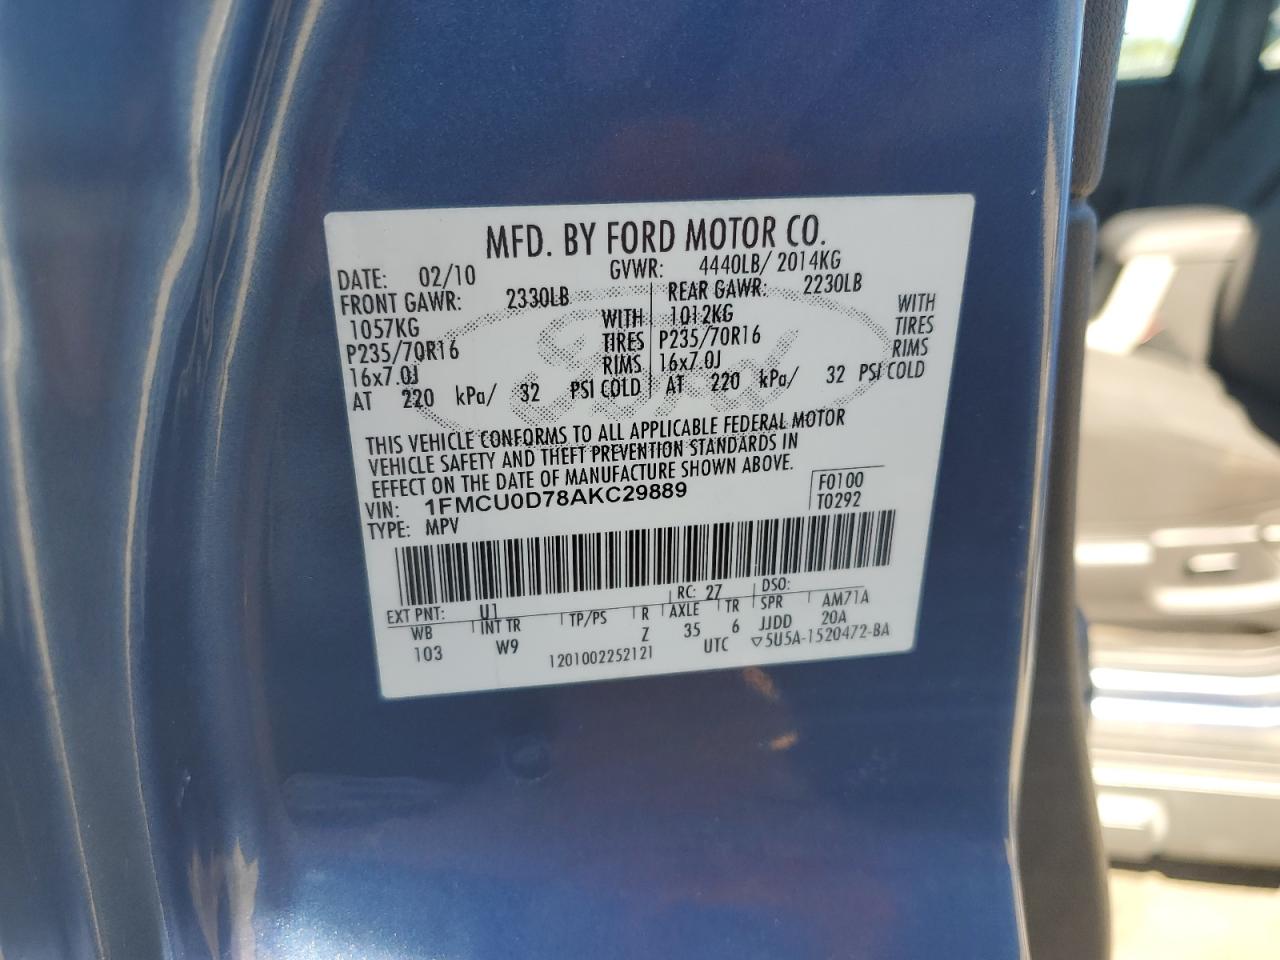 MFD. BY FORD MOTOR CO.
DATE: 02/10 GVWR: 4440LB/ 2014KG
FRONT GAWR: 2330LB REAR GAWR: 2230LB
1057KG WITH 1012KG WITH
P235/70R16 TIRES P235/70R16 TIRES
16x7.0J RIMS 16x7.0J RIMS
AT 220 kPa/ 32 PSI COLD AT 220 kPa/ 32 PSI COLD
Ford
THIS VEHICLE CONFORMS TO ALL APPLICABLE FEDERAL MOTOR
VEHICLE SAFETY AND THEFT PREVENTION STANDARDS IN
EFFECT ON THE DATE OF MANUFACTURE SHOWN ABOVE.
VIN: 1FMCU0D78AKC29889 F0100
TYPE: MPV T0292
EXT PNT: U1 RC: 27 DSO:
WB INT TR TP/PS R AXLE TR SPR AM71A
103 W9 Z 35 6 JJDD 20A
1201002252121 UTC ▽5U5A-1520472-BA